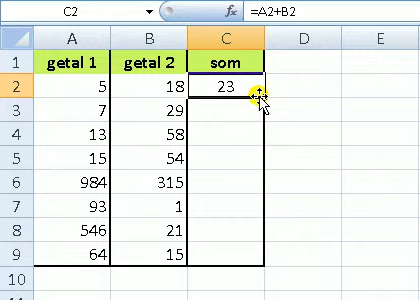 C2 fx =A2+B2
A B C D E
1 getal 1 getal 2 som
2 5 18 23
3 7 29
4 13 58
5 15 54
6 984 315
7 93 1
8 546 21
9 64 15
10